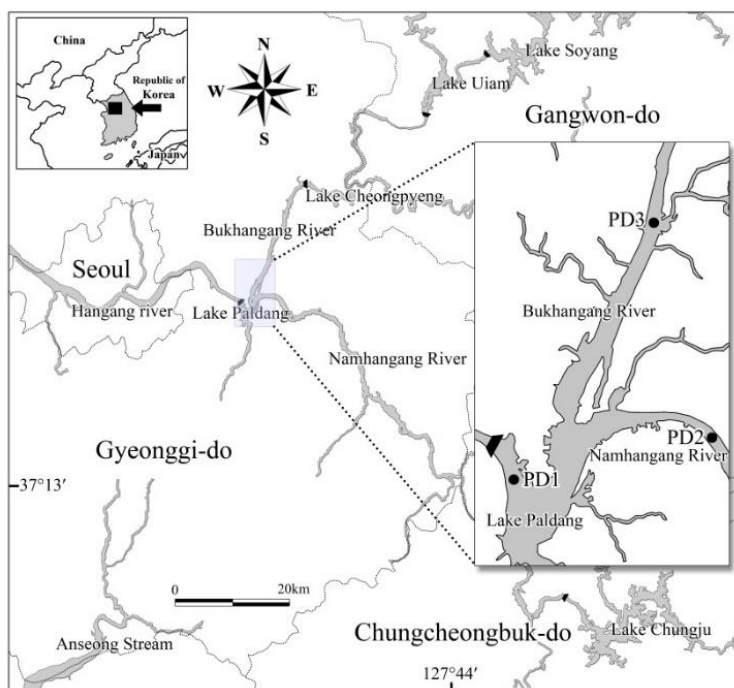 China
Republic of
Korea
Japan
N
W
E
S
Lake Soyang
Lake Uiam
Gangwon-do
Lake Cheongpyeng
Bukhangang River
Seoul
Hangang river
Lake Paldang
Namhangang River
PD3
Bukhangang River
PD2
Namhangang River
PD1
Lake Paldang
Gyeonggi-do
37°13′
0
20km
Anseong Stream
Chungcheongbuk-do
Lake Chungju
127°44′